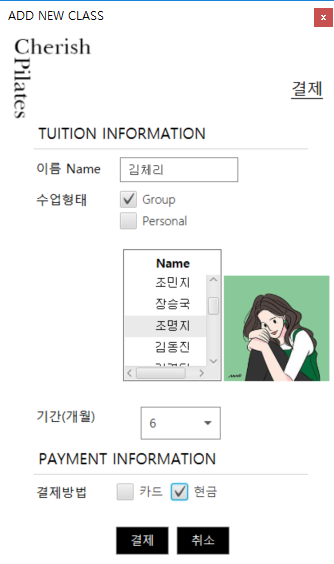 ADD NEW CLASS
x
Cherish
Pilates
결제
TUITION INFORMATION
이름 Name
김체리
수업형태
Group
Personal
Name
조민지
장승국
조명지
김동진
기간(개월)
6
PAYMENT INFORMATION
결제방법
카드
현금
결제
취소